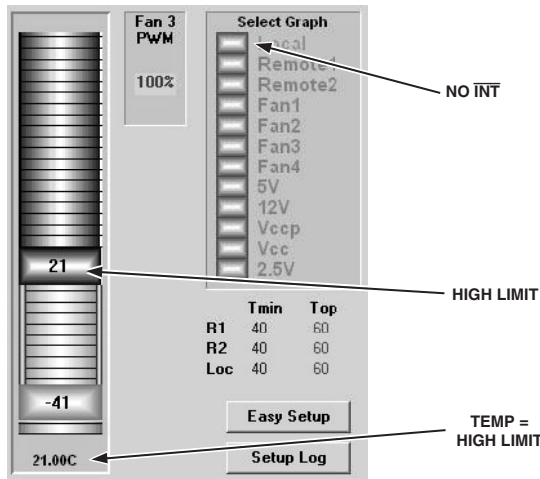 Fan 3
PWM
100%
Select Graph
Local
Remote1
Remote2
Fan1
Fan2
Fan3
Fan4
5V
12V
Vccp
Vcc
2.5V
NO INT
21
HIGH LIMIT
Tmin Top
R1 40 60
R2 40 60
Loc 40 60
-41
Easy Setup
21.00C
Setup Log
TEMP =
HIGH LIMIT